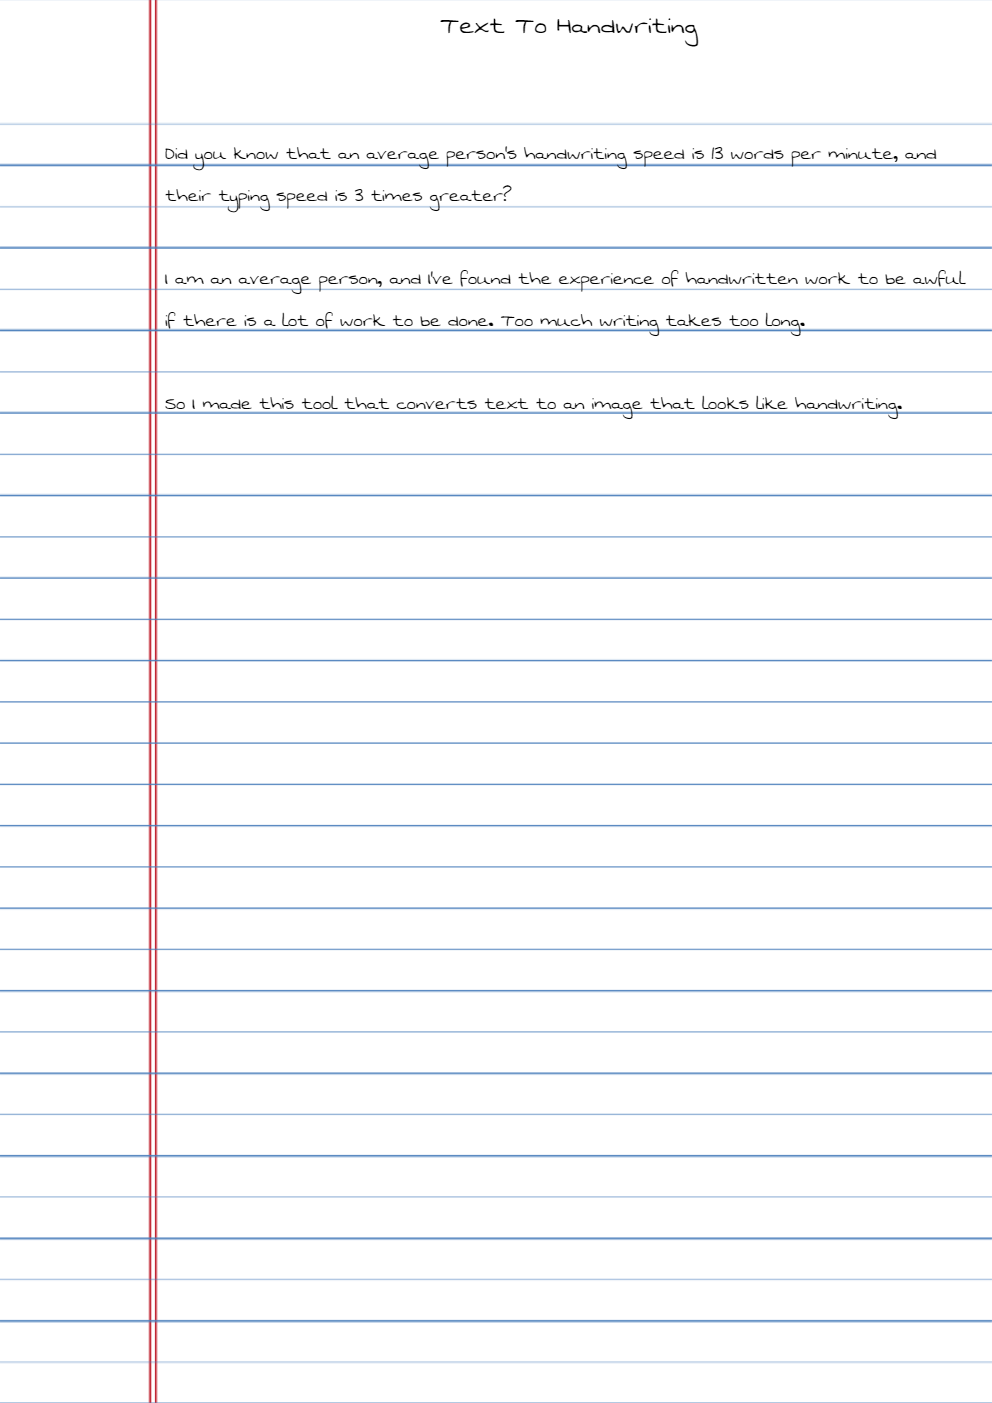 Text To Handwriting
Did you know that an average person's handwriting speed is 13 words per minute, and
their typing speed is 3 times greater?
I am an average person, and I've found the experience of handwritten work to be awful
if there is a lot of work to be done. Too much writing takes too long.
So I made this tool that converts text to an image that looks like handwriting.